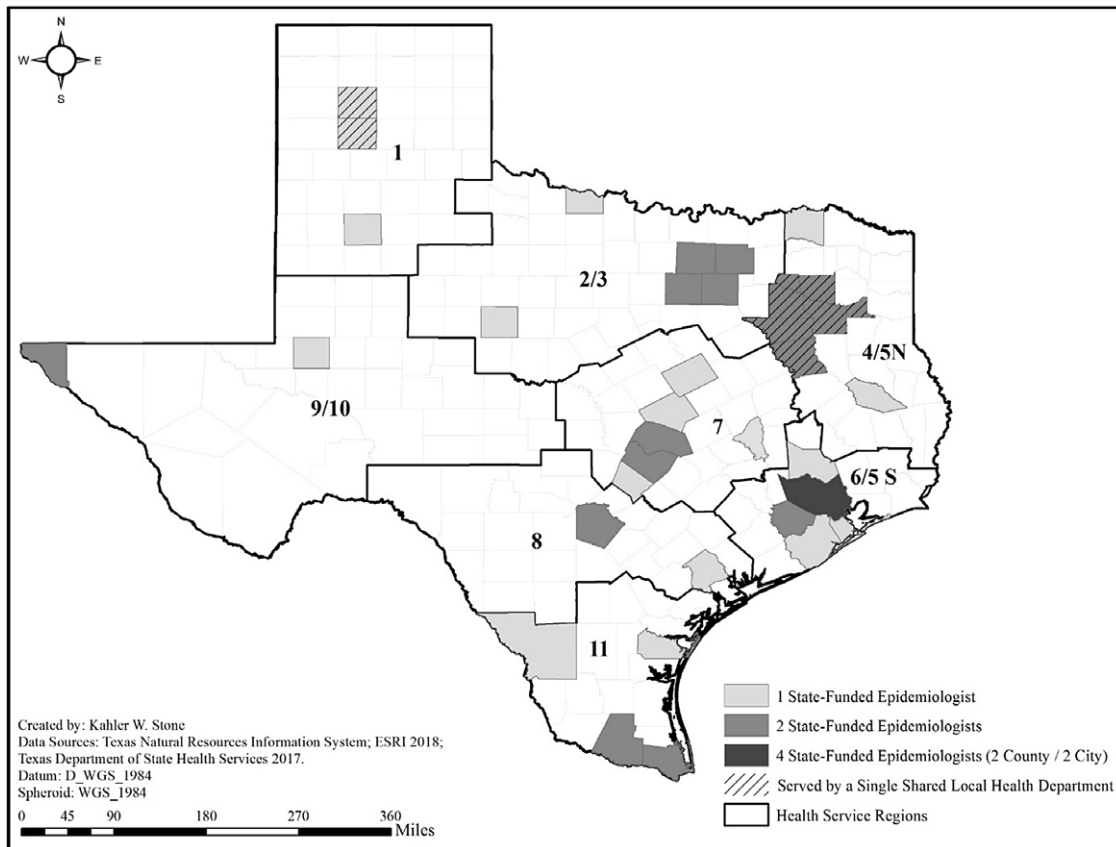 N
W E
S
1
2/3
4/5N
9/10
7
6/5 S
8
11
1 State-Funded Epidemiologist
2 State-Funded Epidemiologists
4 State-Funded Epidemiologists (2 County / 2 City)
Served by a Single Shared Local Health Department
Health Service Regions
Created by: Kahler W. Stone
Data Sources: Texas Natural Resources Information System; ESRI 2018;
Texas Department of State Health Services 2017.
Datum: D_WGS_1984
Spheroid: WGS_1984
0 45 90 180 270 360
Miles